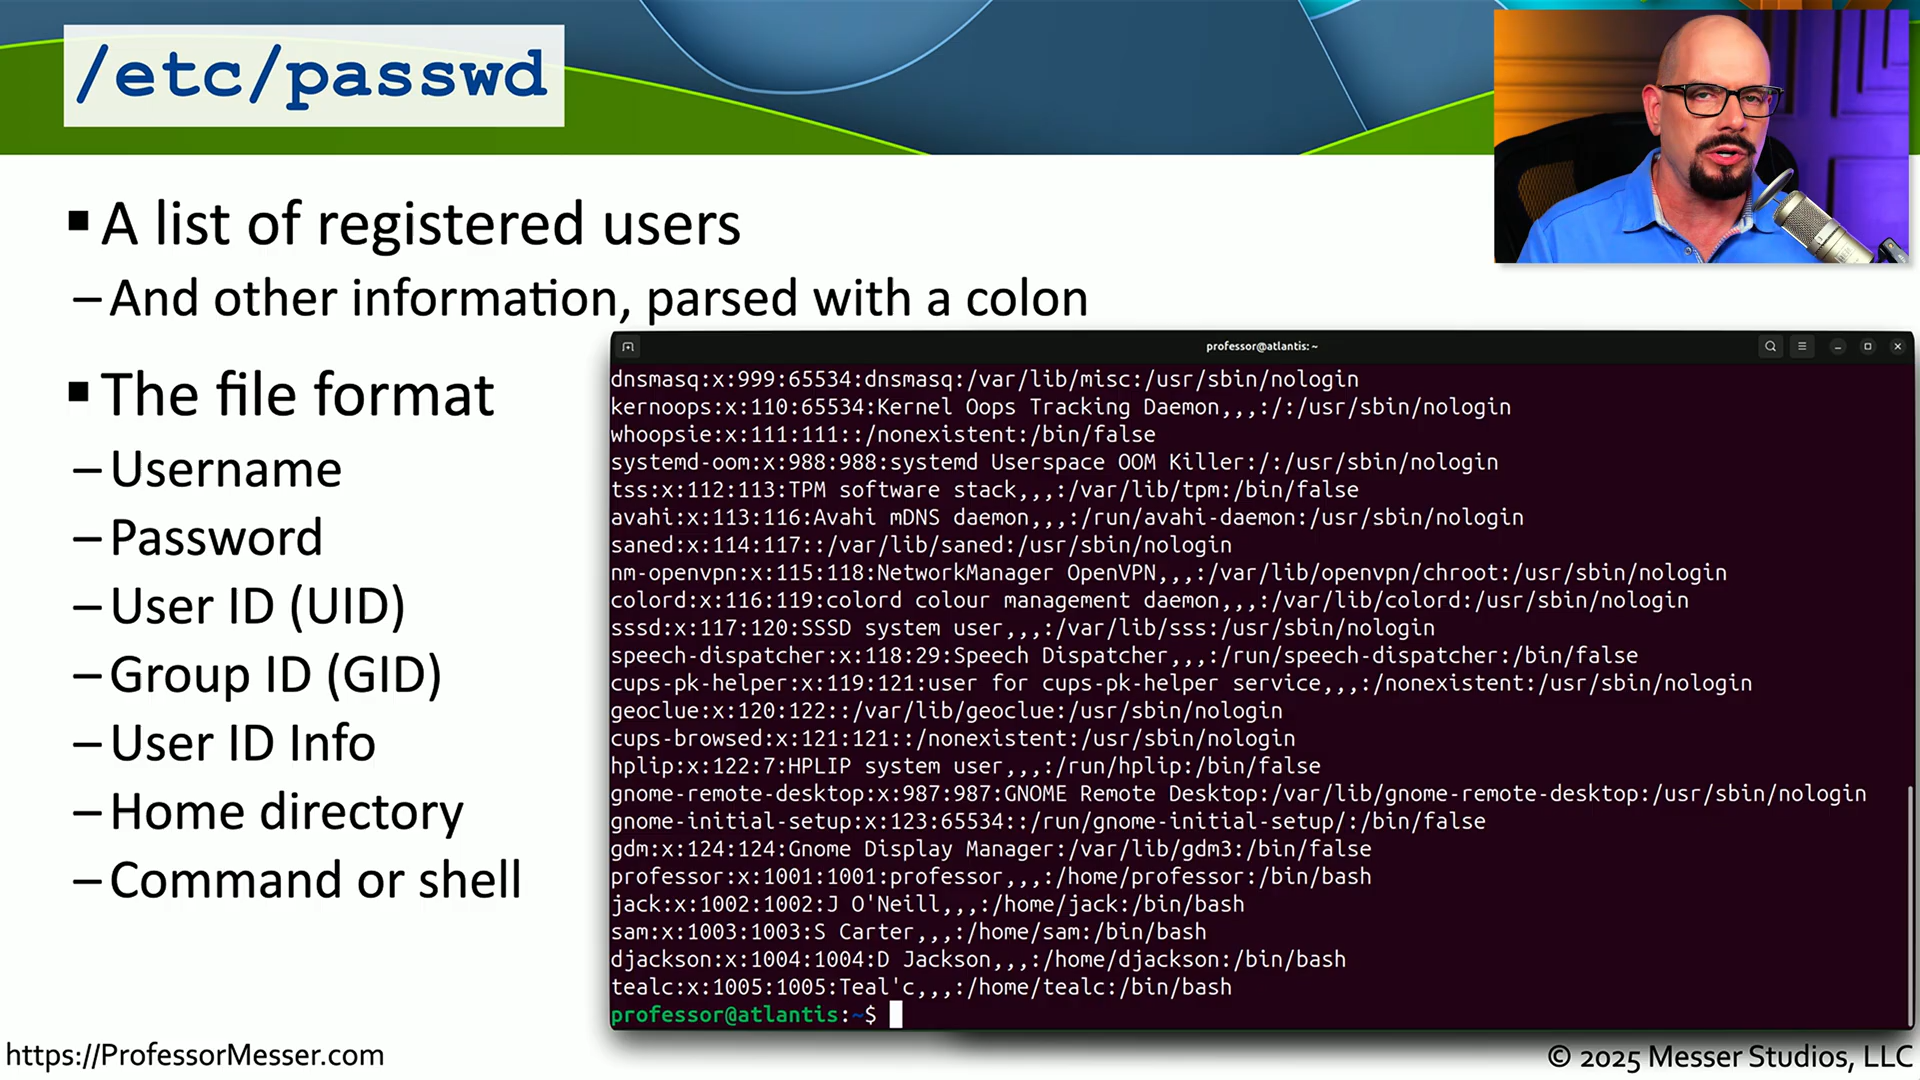 /etc/passwd
▪ A list of registered users
– And other information, parsed with a colon
▪ The file format
– Username
– Password
– User ID (UID)
– Group ID (GID)
– User ID Info
– Home directory
– Command or shell
professor@atlantis: ~
dnsmasq:x:999:65534:dnsmasq:/var/lib/misc:/usr/sbin/nologin
kernoops:x:110:65534:Kernel Oops Tracking Daemon,,,:/:/usr/sbin/nologin
whoopsie:x:111:111::/nonexistent:/bin/false
systemd-oom:x:988:988:systemd Userspace OOM Killer:/:/usr/sbin/nologin
tss:x:112:113:TPM software stack,,,:/var/lib/tpm:/bin/false
avahi:x:113:116:Avahi mDNS daemon,,,:/run/avahi-daemon:/usr/sbin/nologin
saned:x:114:117::/var/lib/saned:/usr/sbin/nologin
nm-openvpn:x:115:118:NetworkManager OpenVPN,,,:/var/lib/openvpn/chroot:/usr/sbin/nologin
colord:x:116:119:colord colour management daemon,,,:/var/lib/colord:/usr/sbin/nologin
sssd:x:117:120:SSSD system user,,,:/var/lib/sss:/usr/sbin/nologin
speech-dispatcher:x:118:29:Speech Dispatcher,,,:/run/speech-dispatcher:/bin/false
cups-pk-helper:x:119:121:user for cups-pk-helper service,,,:/nonexistent:/usr/sbin/nologin
geoclue:x:120:122::/var/lib/geoclue:/usr/sbin/nologin
cups-browsed:x:121:121::/nonexistent:/usr/sbin/nologin
hplip:x:122:7:HPLIP system user,,,:/run/hplip:/bin/false
gnome-remote-desktop:x:987:987:GNOME Remote Desktop:/var/lib/gnome-remote-desktop:/usr/sbin/nologin
gnome-initial-setup:x:123:65534::/run/gnome-initial-setup/:/bin/false
gdm:x:124:124:Gnome Display Manager:/var/lib/gdm3:/bin/false
professor:x:1001:1001:professor,,,:/home/professor:/bin/bash
jack:x:1002:1002:J O'Neill,,,:/home/jack:/bin/bash
sam:x:1003:1003:S Carter,,,:/home/sam:/bin/bash
djackson:x:1004:1004:D Jackson,,,:/home/djackson:/bin/bash
tealc:x:1005:1005:Teal'c,,,:/home/tealc:/bin/bash
professor@atlantis:~$
https://ProfessorMesser.com
© 2025 Messer Studios, LLC